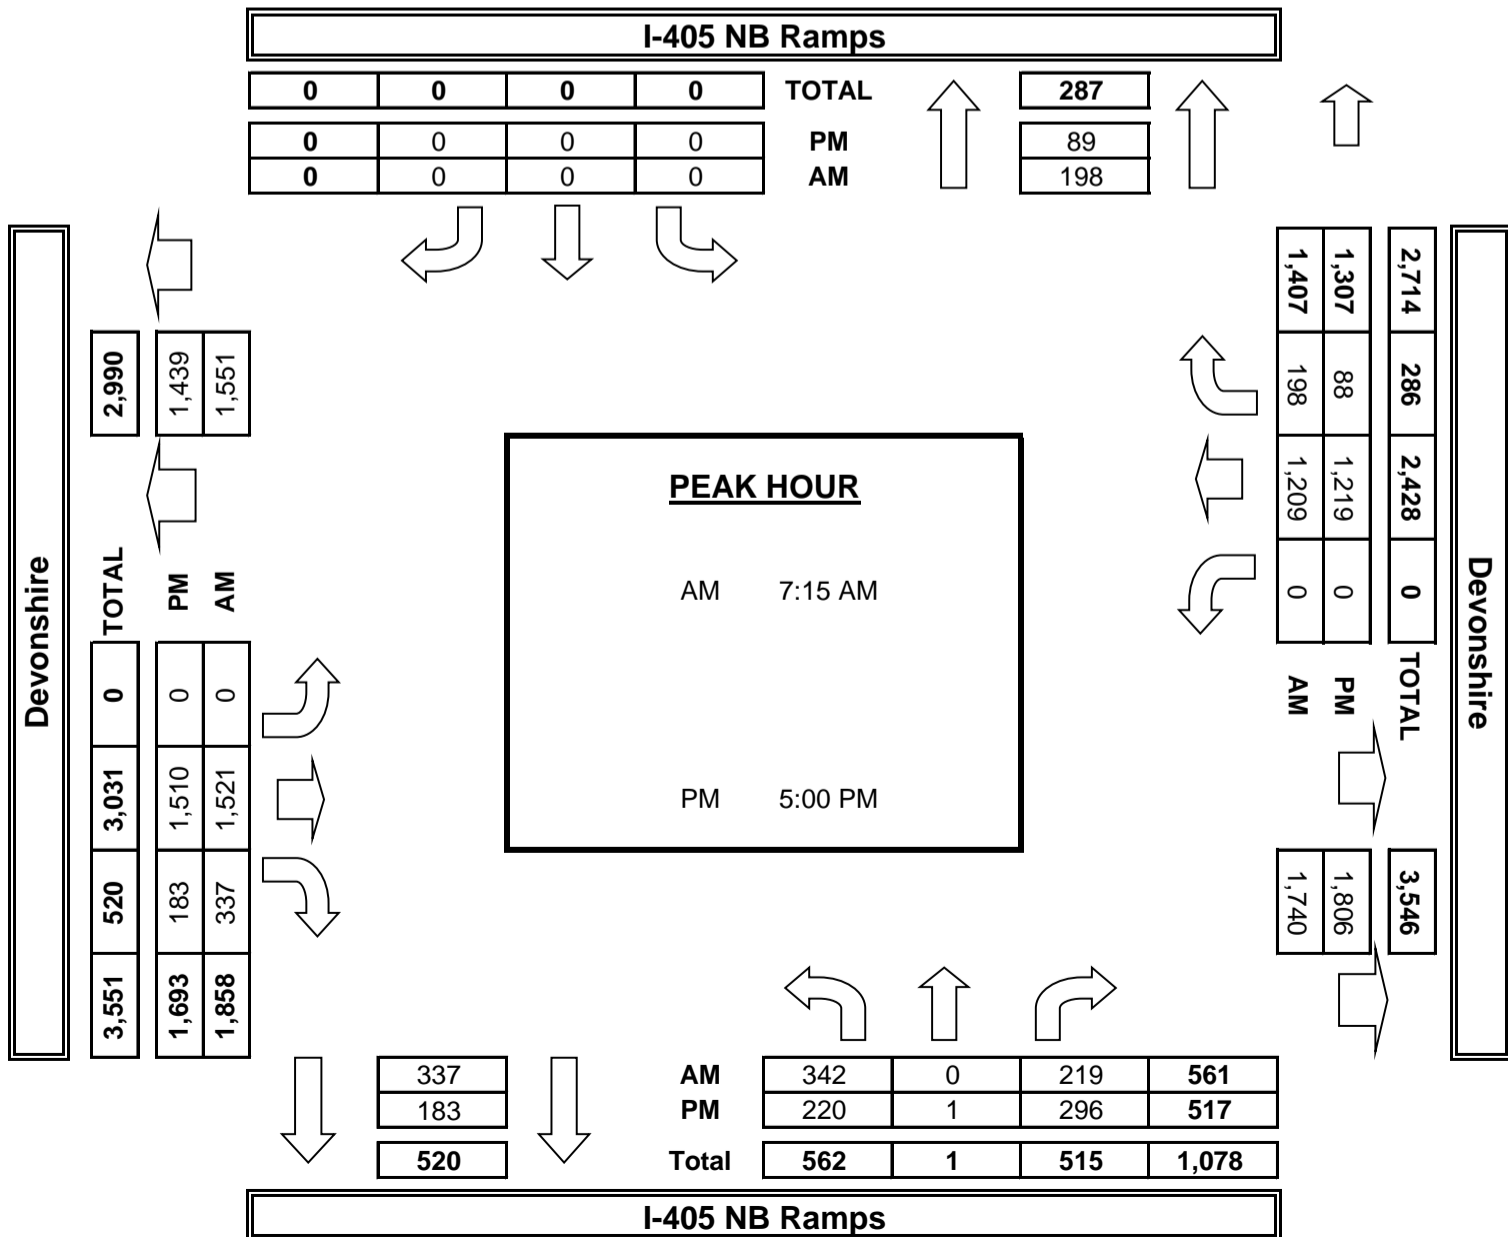 I-405 NB Ramps
0 0 0 0 TOTAL 287
0 0 0 0 PM 89
0 0 0 0 AM 198
Devonshire
2,990
1,439
1,551
TOTAL PM AM
0 0 0
3,031 1,510 1,521
520 183 337
3,551 1,693 1,858
PEAK HOUR
AM 7:15 AM
PM 5:00 PM
1,407 1,307 2,714
198 88 286
1,209 1,219 2,428
0 0 0
AM PM TOTAL
1,740 1,806 3,546
Devonshire
337 AM 342 0 219 561
183 PM 220 1 296 517
520 Total 562 1 515 1,078
I-405 NB Ramps